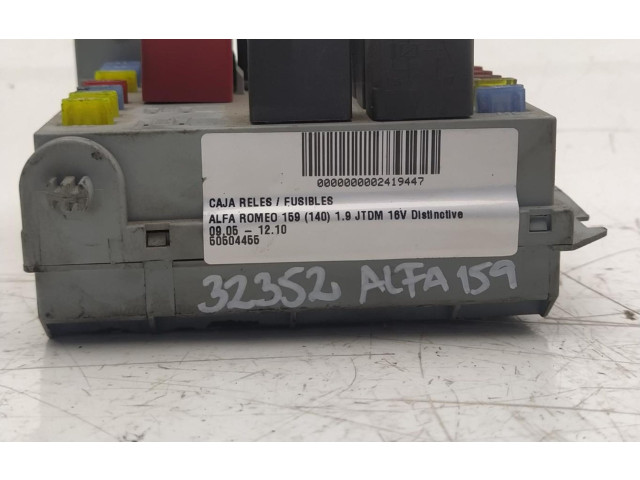 0000000002419447
CAJA RELES / FUSIBLES
ALFA ROMEO 159 (140) 1.9 JTDM 16V Distinctive
09.05 - 12.10
50504455
32352 ALFA 159